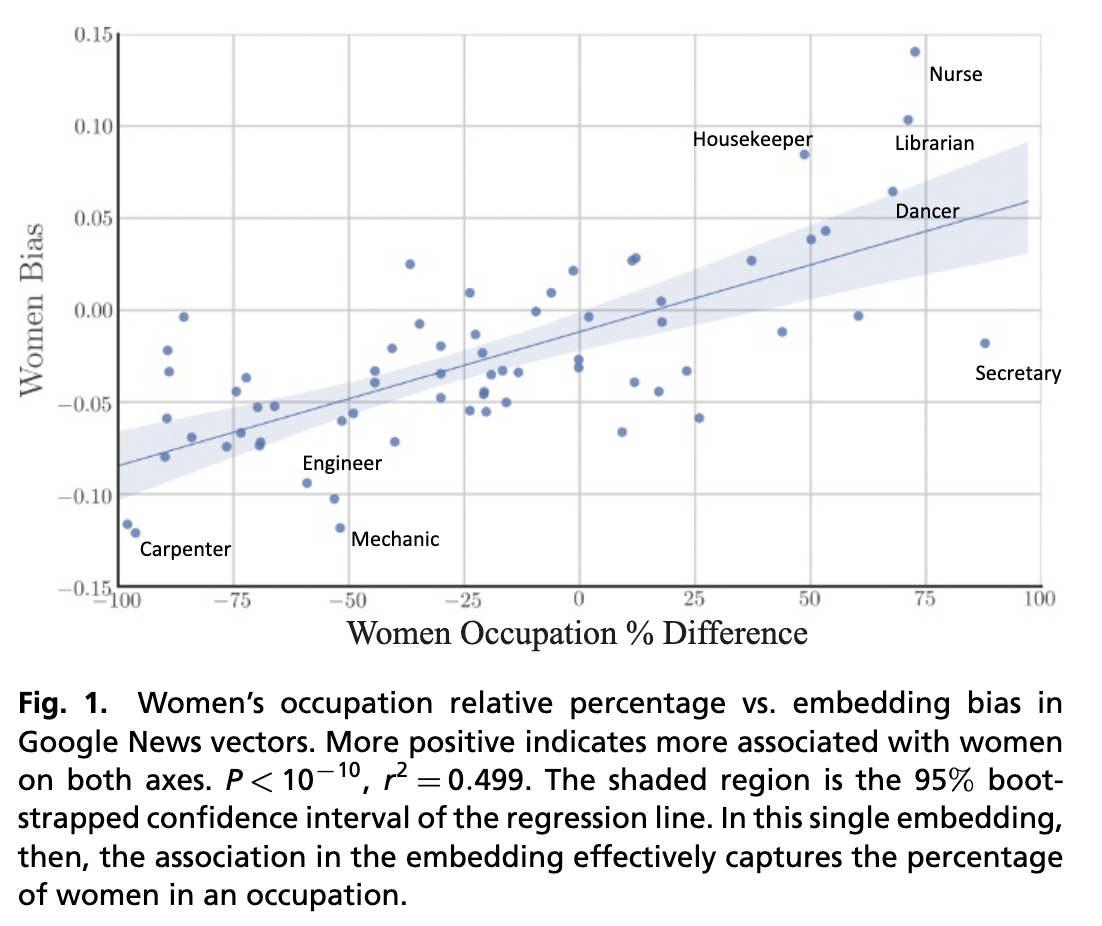 0.15
Nurse
0.10
Housekeeper
Librarian
0.05
Dancer
Women Bias
0.00
Secretary
−0.05
Engineer
−0.10
Mechanic
Carpenter
−0.15
−100 −75 −50 −25 0 25 50 75 100
Women Occupation % Difference
Fig. 1. Women’s occupation relative percentage vs. embedding bias in
Google News vectors. More positive indicates more associated with women
on both axes. P < 10−10, r2 = 0.499. The shaded region is the 95% boot-
strapped confidence interval of the regression line. In this single embedding,
then, the association in the embedding effectively captures the percentage
of women in an occupation.